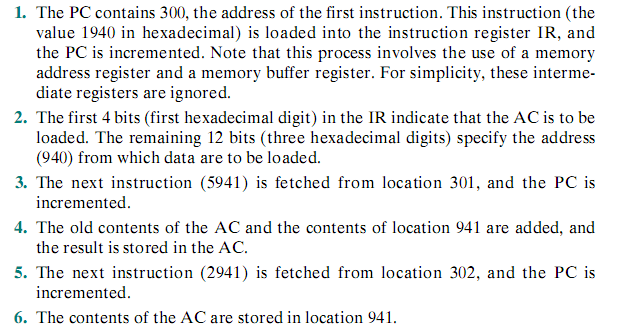 1. The PC contains 300, the address of the first instruction. This instruction (the
value 1940 in hexadecimal) is loaded into the instruction register IR, and
the PC is incremented. Note that this process involves the use of a memory
address register and a memory buffer register. For simplicity, these interme-
diate registers are ignored.
2. The first 4 bits (first hexadecimal digit) in the IR indicate that the AC is to be
loaded. The remaining 12 bits (three hexadecimal digits) specify the address
(940) from which data are to be loaded.
3. The next instruction (5941) is fetched from location 301, and the PC is
incremented.
4. The old contents of the AC and the contents of location 941 are added, and
the result is stored in the AC.
5. The next instruction (2941) is fetched from location 302, and the PC is
incremented.
6. The contents of the AC are stored in location 941.